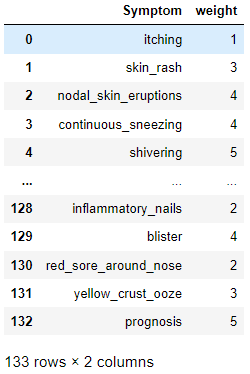 Symptom weight
0 itching 1
1 skin_rash 3
2 nodal_skin_eruptions 4
3 continuous_sneezing 4
4 shivering 5
... ... ...
128 inflammatory_nails 2
129 blister 4
130 red_sore_around_nose 2
131 yellow_crust_ooze 3
132 prognosis 5
133 rows × 2 columns